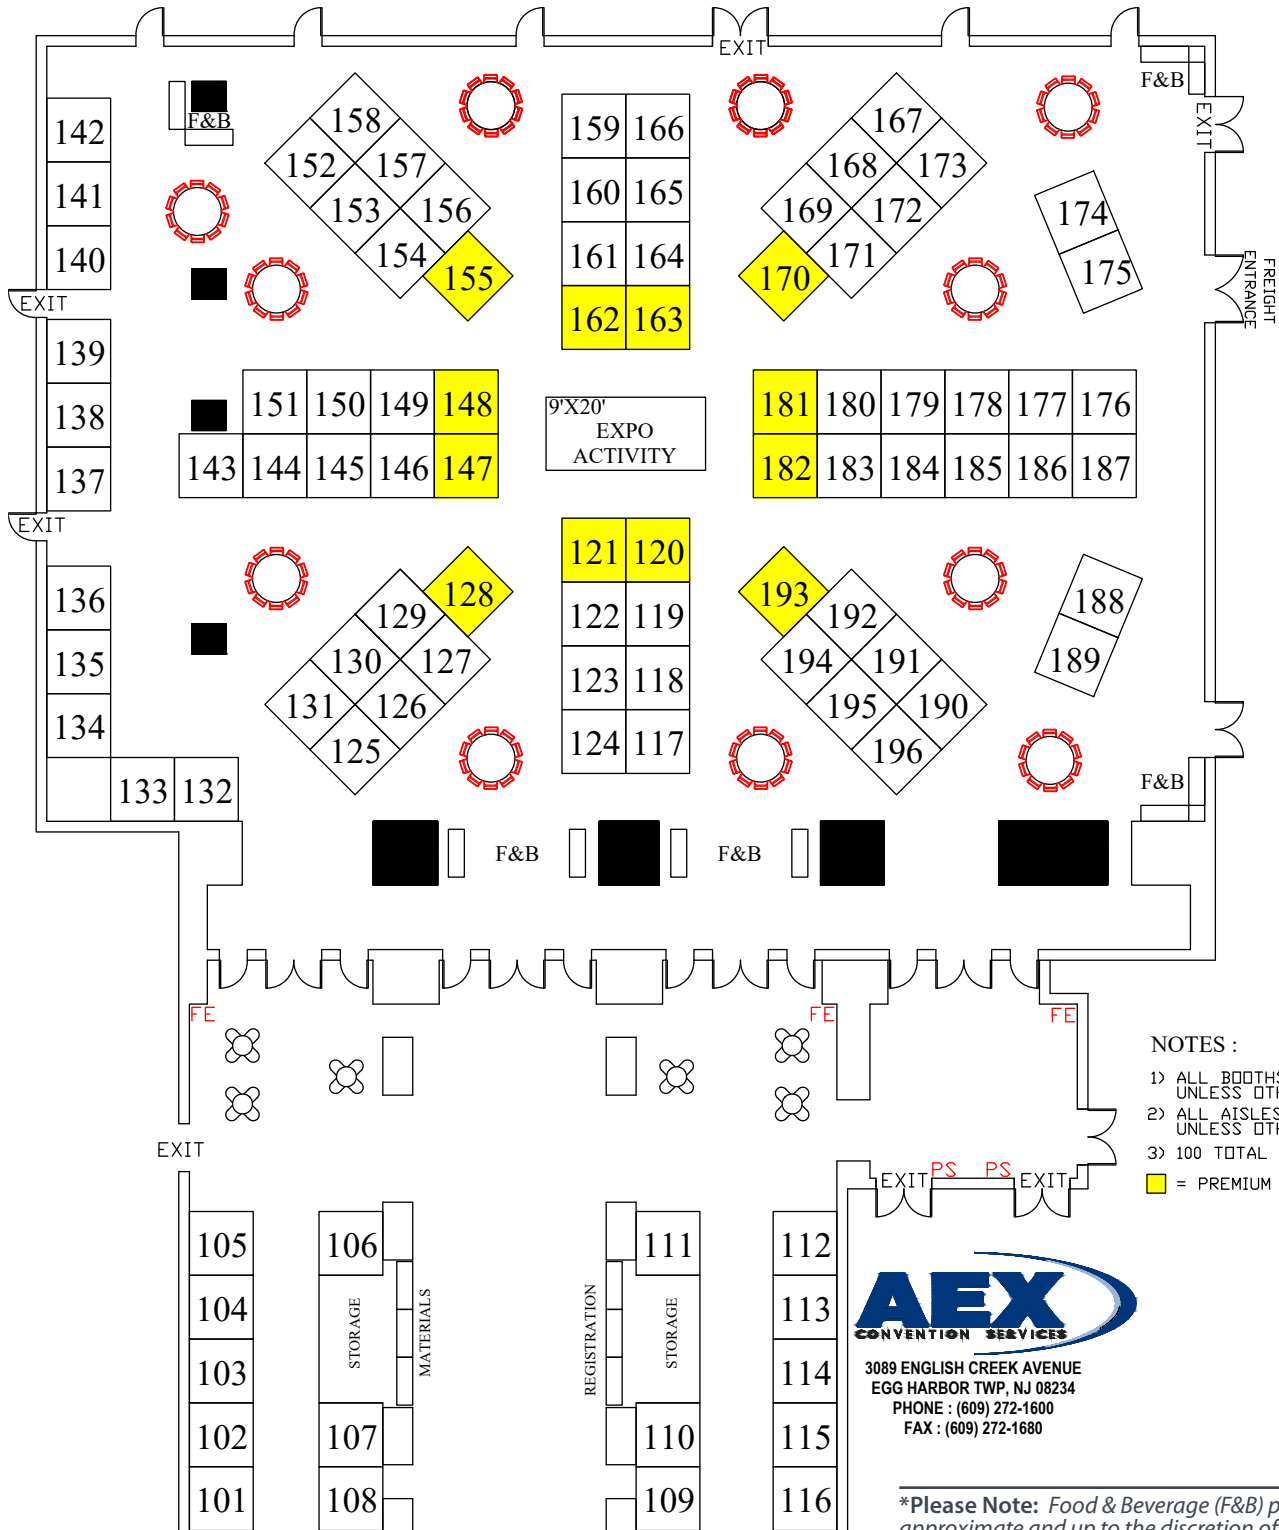 EXIT
F&B
F&B
EXIT
142
141
140
158
152
157
153
156
154
155
159 166
160 165
161 164
162 163
167
168 173
169 172
171
170
174
175
FREIGHT
ENTRANCE
EXIT
139
138
137
EXIT
151 150 149 148
143 144 145 146 147
9'X20'
EXPO
ACTIVITY
181 180 179 178 177 176
182 183 184 185 186 187
136
135
134
133 132
128
129
130 127
131 126
125
121 120
122 119
123 118
124 117
193
192
194 191
195 190
196
188
189
F&B
F&B
F&B
FE
FE
FE
EXIT
EXIT
PS
PS
EXIT
NOTES :
1) ALL BOOTHS
UNLESS OTH
2) ALL AISLES
UNLESS OTH
3) 100 TOTAL
= PREMIUM
105
104
103
102
101
106
STORAGE
MATERIALS
107
108
REGISTRATION
111
STORAGE
110
109
112
113
114
115
116
AEX
CONVENTION SERVICES
3089 ENGLISH CREEK AVENUE
EGG HARBOR TWP, NJ 08234
PHONE : (609) 272-1600
FAX : (609) 272-1680
*Please Note: Food & Beverage (F&B) p
approximate and up to the discretion of